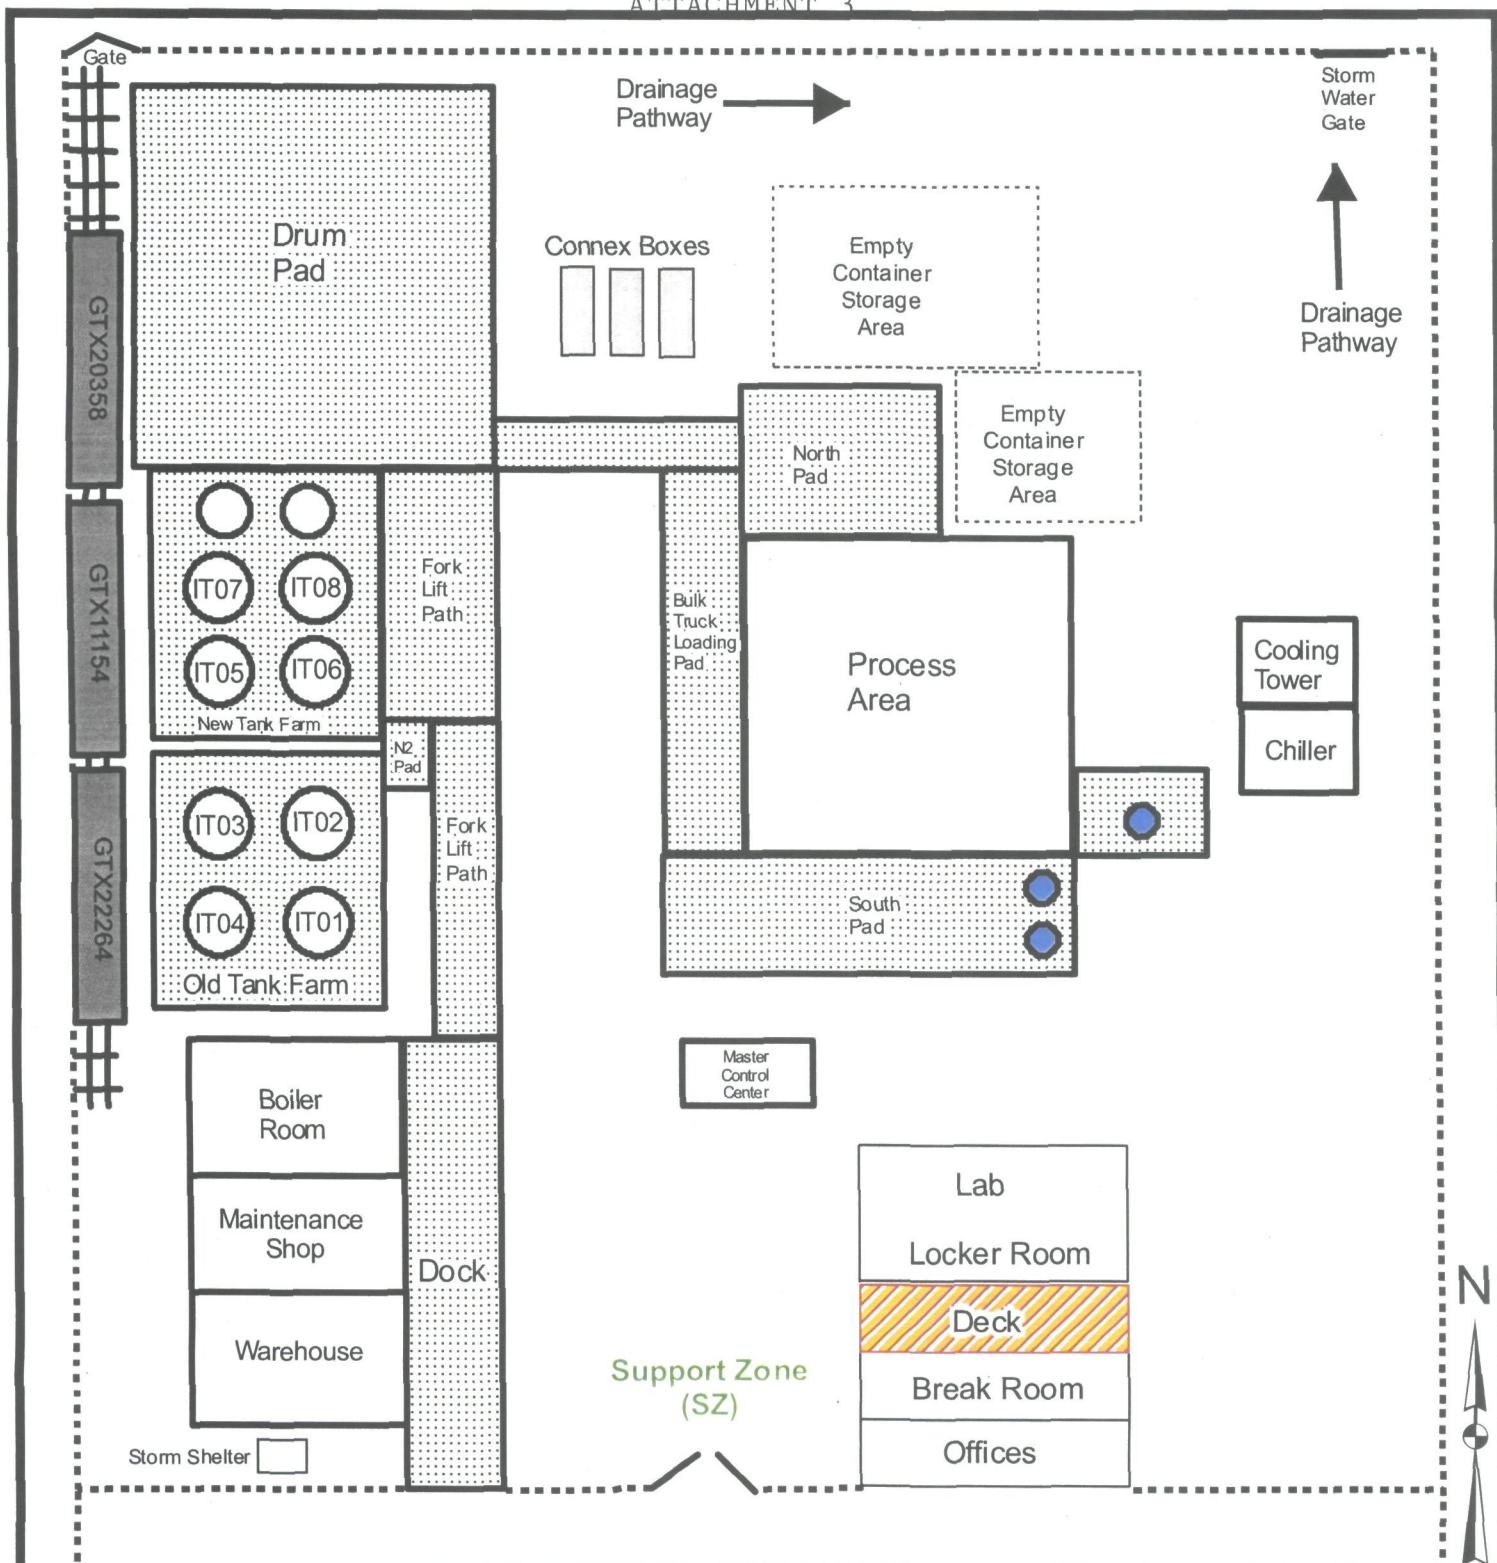 ATTACHMENT 3
Gate
Drainage
Pathway
Storm
Water
Gate
Drum
Pad
Connex Boxes
Empty
Container
Storage
Area
Drainage
Pathway
GTX20358
Empty
Container
Storage
Area
North
Pad
GTX11154
IT07
IT08
IT05
IT06
New Tank Farm
Fork
Lift
Path
Bulk
Truck
Loading
Pad
Process
Area
Cooling
Tower
Chiller
N2
Pad
GTX22264
IT03
IT02
IT04
IT01
Old Tank Farm
Fork
Lift
Path
South
Pad
Master
Control
Center
Boiler
Room
Maintenance
Shop
Dock
Warehouse
Storm Shelter
Lab
Locker Room
Deck
Break Room
Offices
Support Zone
(SZ)
N